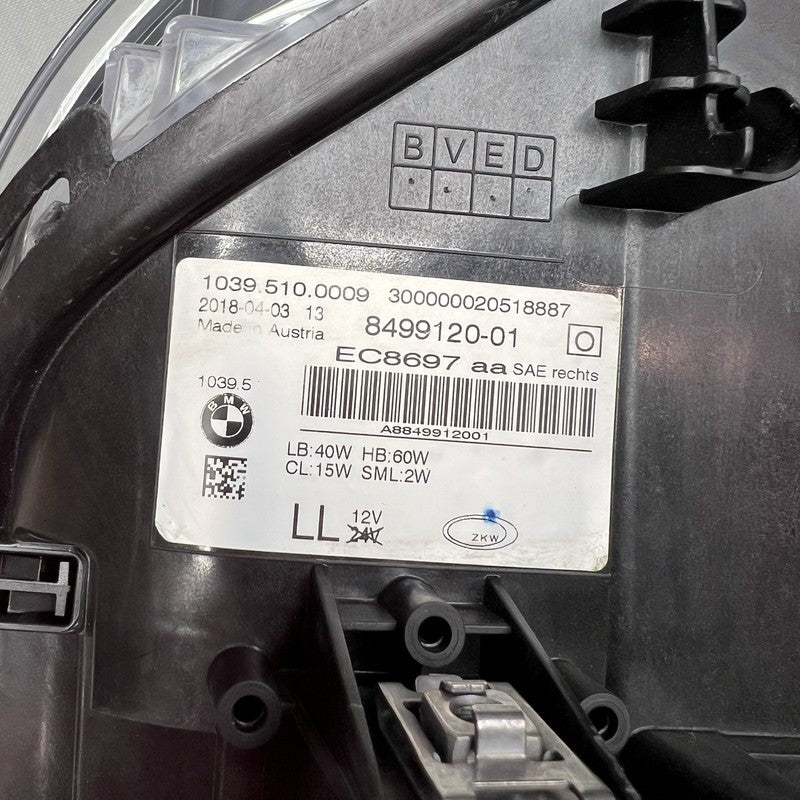 B V E D
1039.510.0009 300000020518887
2018-04-03 13
Made in Austria 8499120-01 O
EC8697 aa SAE rechts
1039.5
BMW
A8849912001
LB:40W HB:60W
CL:15W SML:2W
LL 12V
24V
ZKW